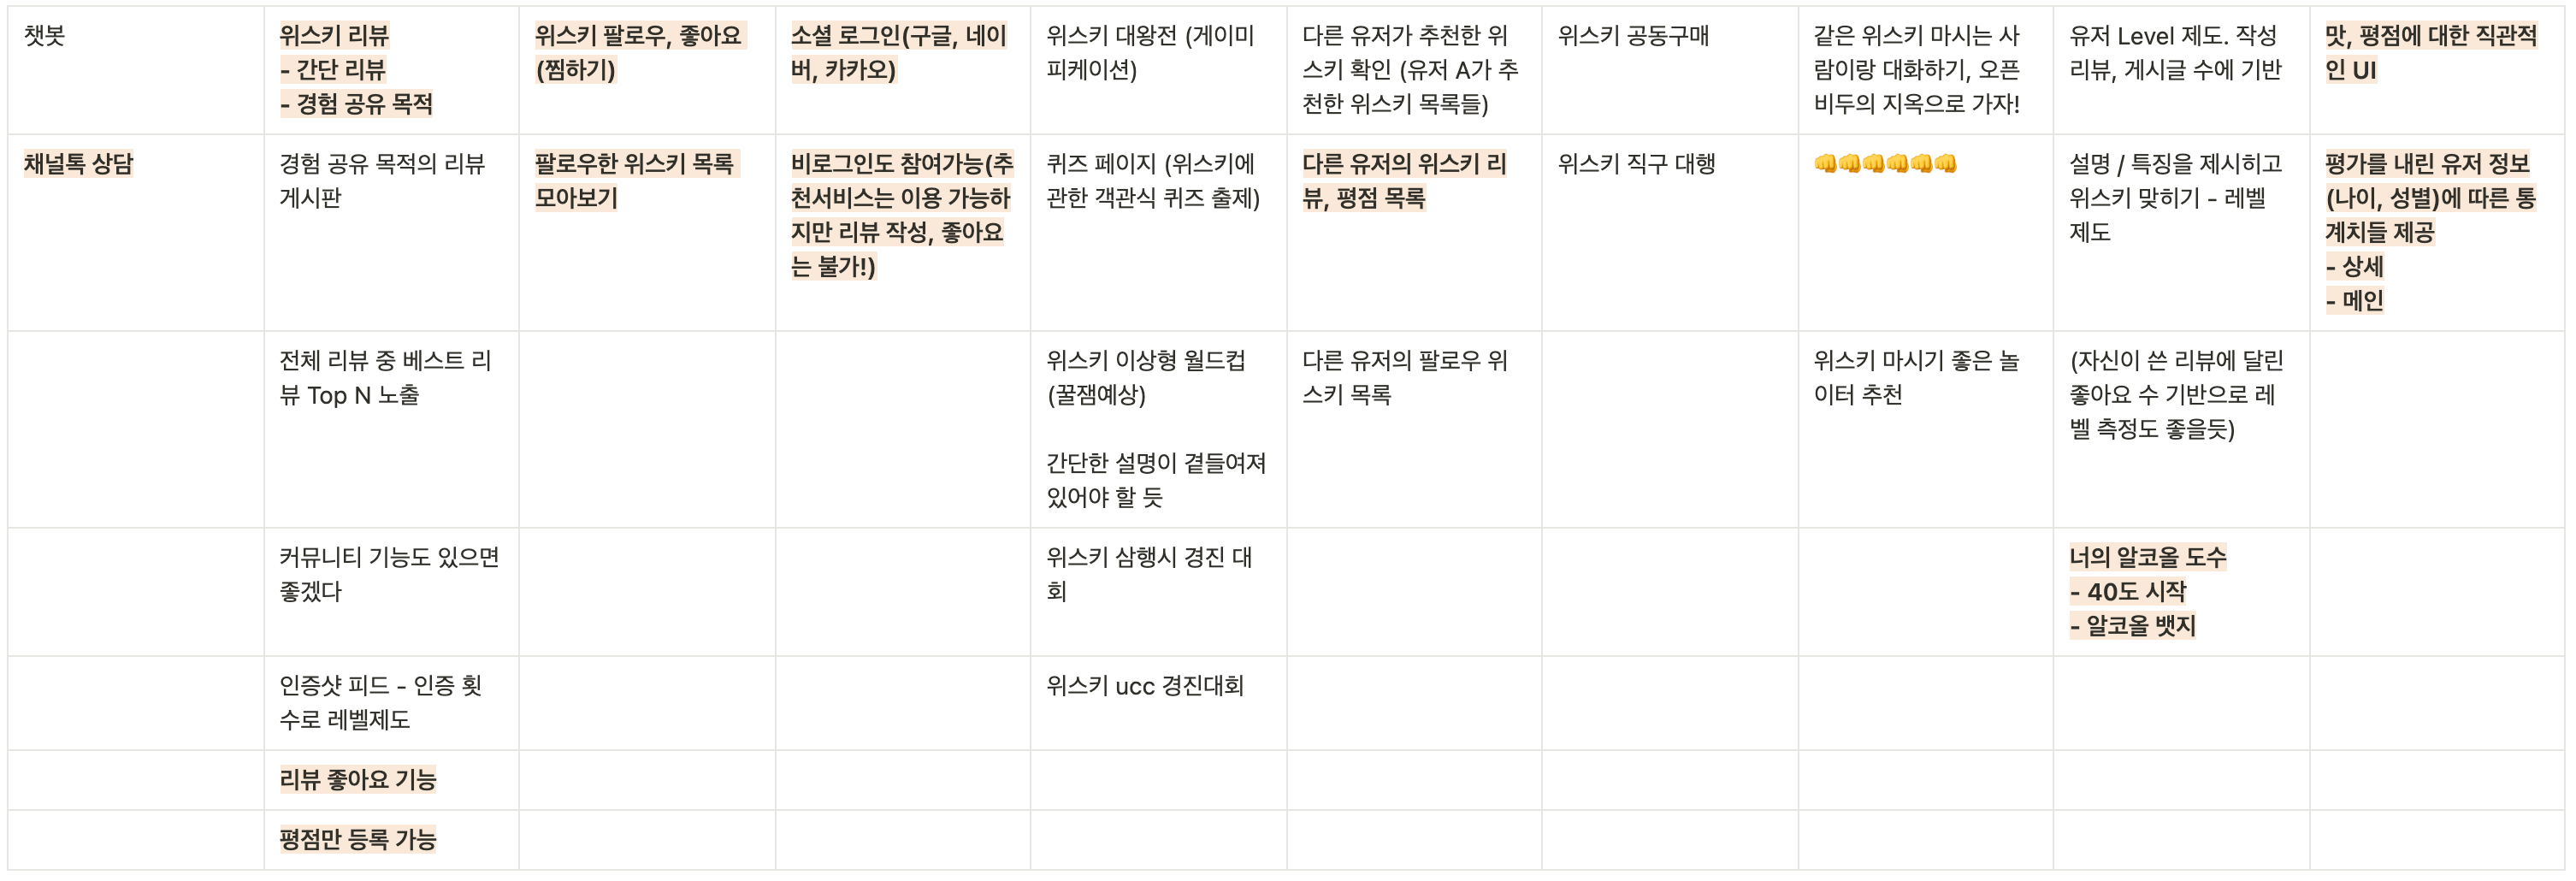 챗봇
위스키 리뷰
- 간단 리뷰
- 경험 공유 목적
위스키 팔로우, 좋아요
(찜하기)
소셜 로그인(구글, 네이
버, 카카오)
위스키 대왕전 (게이미
피케이션)
다른 유저가 추천한 위
스키 확인 (유저 A가 추
천한 위스키 목록들)
위스키 공동구매
같은 위스키 마시는 사
람이랑 대화하기, 오픈
비두의 지옥으로 가자!
유저 Level 제도. 작성
리뷰, 게시글 수에 기반
맛, 평점에 대한 직관적
인 UI
채널톡 상담
경험 공유 목적의 리뷰
게시판
팔로우한 위스키 목록
모아보기
비로그인도 참여가능(추
천서비스는 이용 가능하
지만 리뷰 작성, 좋아요
는 불가!)
퀴즈 페이지 (위스키에
관한 객관식 퀴즈 출제)
다른 유저의 위스키 리
뷰, 평점 목록
위스키 직구 대행
👊👊👊👊👊👊
설명 / 특징을 제시히고
위스키 맞히기 - 레벨
제도
평가를 내린 유저 정보
(나이, 성별)에 따른 통
계치들 제공
- 상세
- 메인
전체 리뷰 중 베스트 리
뷰 Top N 노출
위스키 이상형 월드컵
(꿀잼예상)
간단한 설명이 곁들여져
있어야 할 듯
다른 유저의 팔로우 위
스키 목록
위스키 마시기 좋은 놀
이터 추천
(자신이 쓴 리뷰에 달린
좋아요 수 기반으로 레
벨 측정도 좋을듯)
커뮤니티 기능도 있으면
좋겠다
위스키 삼행시 경진 대
회
너의 알코올 도수
- 40도 시작
- 알코올 뱃지
인증샷 피드 - 인증 횟
수로 레벨제도
위스키 ucc 경진대회
리뷰 좋아요 기능
평점만 등록 가능